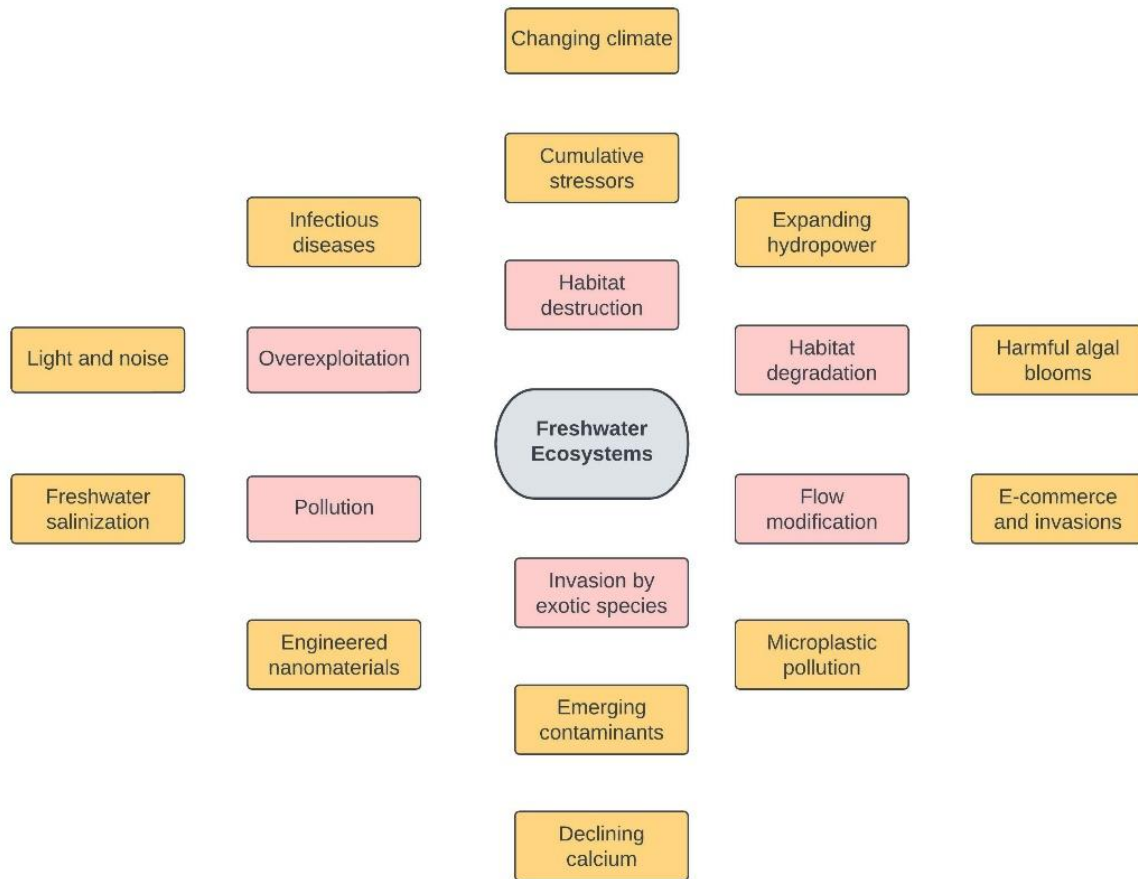 Changing climate
Cumulative
stressors
Infectious
diseases
Expanding
hydropower
Habitat
destruction
Light and noise
Overexploitation
Habitat
degradation
Harmful algal
blooms
Freshwater
Ecosystems
Freshwater
salinization
Pollution
Flow
modification
E-commerce
and invasions
Invasion by
exotic species
Engineered
nanomaterials
Microplastic
pollution
Emerging
contaminants
Declining
calcium